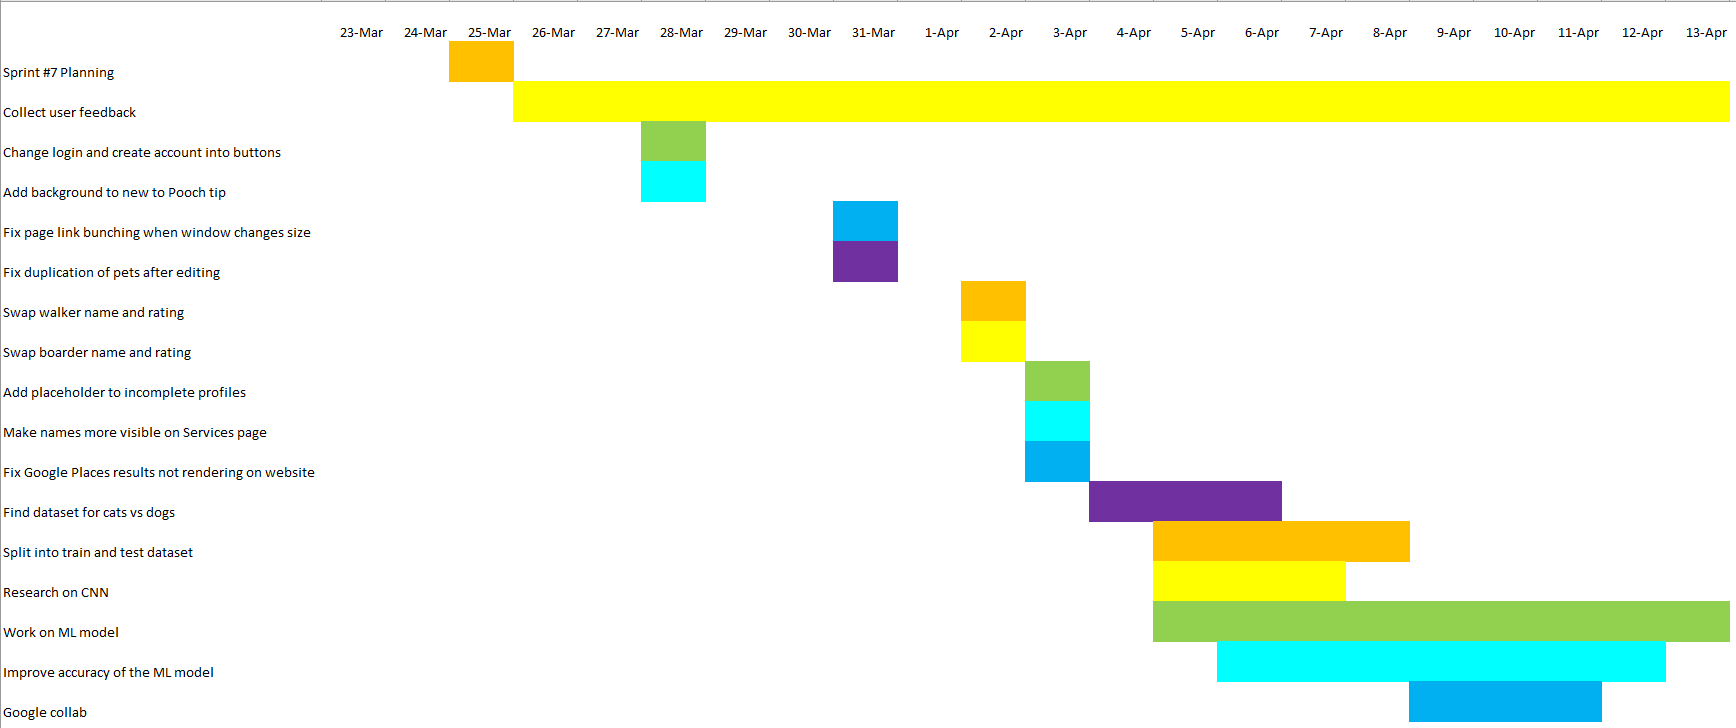 23-Mar 24-Mar 25-Mar 26-Mar 27-Mar 28-Mar 29-Mar 30-Mar 31-Mar 1-Apr 2-Apr 3-Apr 4-Apr 5-Apr 6-Apr 7-Apr 8-Apr 9-Apr 10-Apr 11-Apr 12-Apr 13-Apr
Sprint #7 Planning
Collect user feedback
Change login and create account into buttons
Add background to new to Pooch tip
Fix page link bunching when window changes size
Fix duplication of pets after editing
Swap walker name and rating
Swap boarder name and rating
Add placeholder to incomplete profiles
Make names more visible on Services page
Fix Google Places results not rendering on website
Find dataset for cats vs dogs
Split into train and test dataset
Research on CNN
Work on ML model
Improve accuracy of the ML model
Google collab